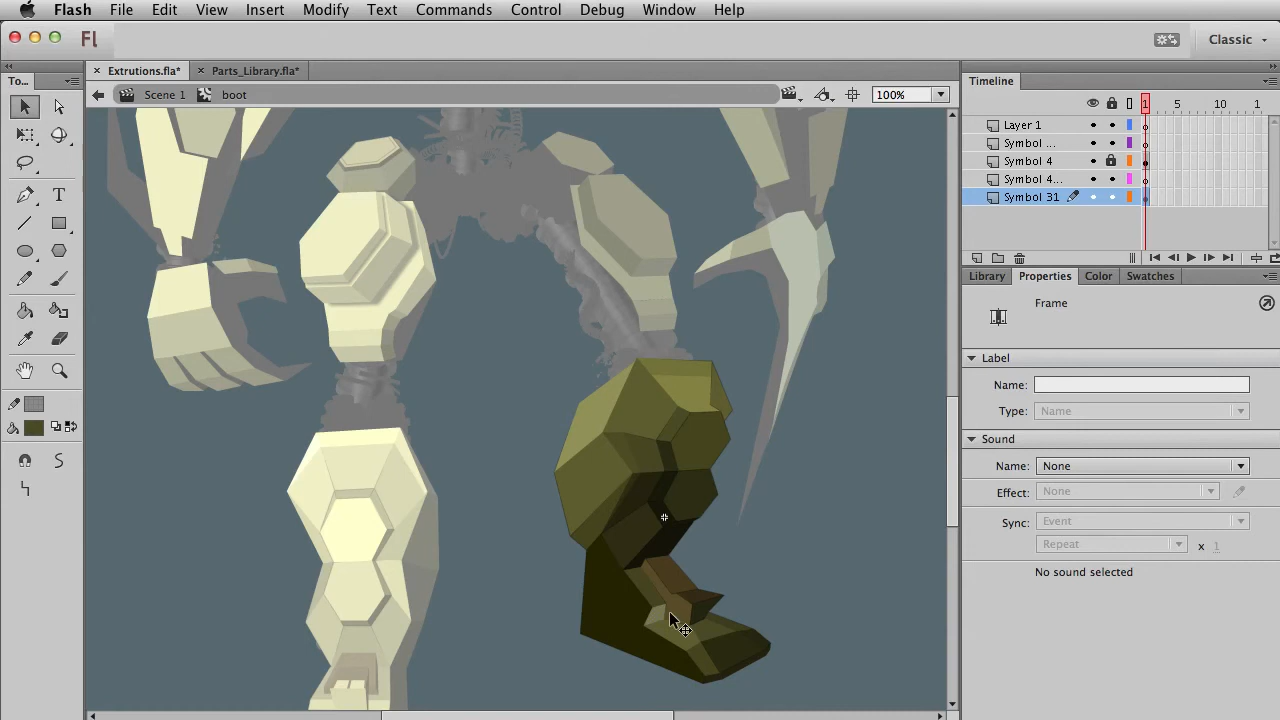 Flash File Edit View Insert Modify Text Commands Control Debug Window Help
Fl Classic
To... Extrutions.fla* Parts_Library.fla* Timeline
Scene 1 boot 100% 1 5 10 1
Layer 1
Symbol ...
Symbol 4
Symbol 4...
Symbol 31
Library Properties Color Swatches
Frame
Label
Name:
Type: Name
Sound
Name: None
Effect: None
Sync: Event
Repeat x 1
No sound selected
T
S